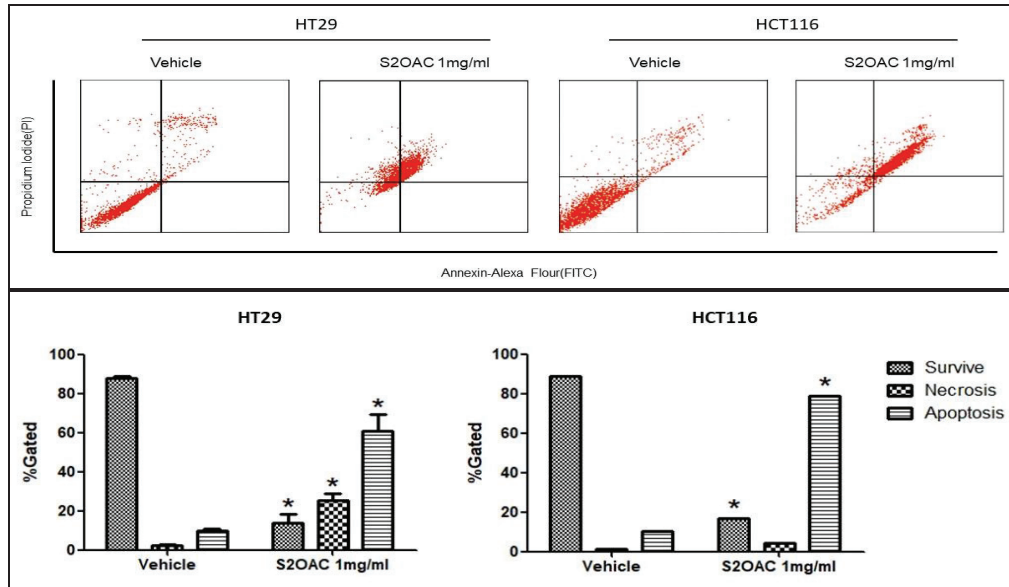 HT29 HCT116
Vehicle S2OAC 1mg/ml Vehicle S2OAC 1mg/ml
Propidium Iodide(PI)
Annexin-Alexa Flour(FITC)
HT29
HCT116
%Gated
100
80
60
40
20
0
* * *
Vehicle S2OAC 1mg/ml
%Gated
100
80
60
40
20
0
* *
Vehicle S2OAC 1mg/ml
Survive
Necrosis
Apoptosis